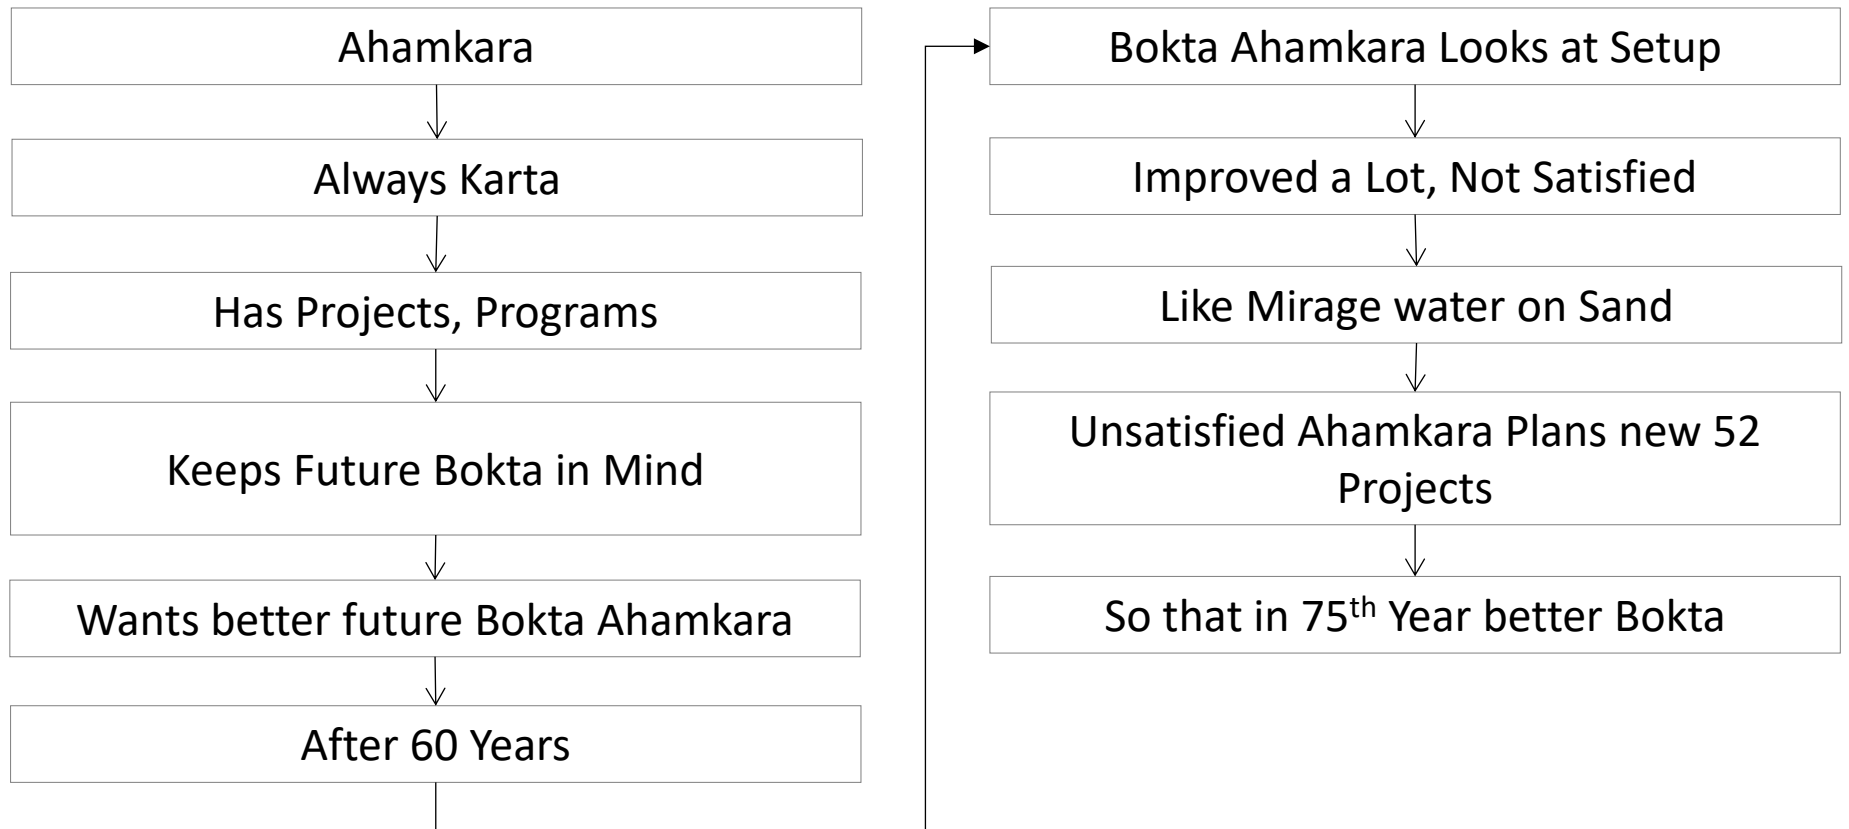 Ahamkara
Always Karta
Has Projects, Programs
Keeps Future Bokta in Mind
Wants better future Bokta Ahamkara
After 60 Years
Bokta Ahamkara Looks at Setup
Improved a Lot, Not Satisfied
Like Mirage water on Sand
Unsatisfied Ahamkara Plans new 52
Projects
So that in 75th Year better Bokta